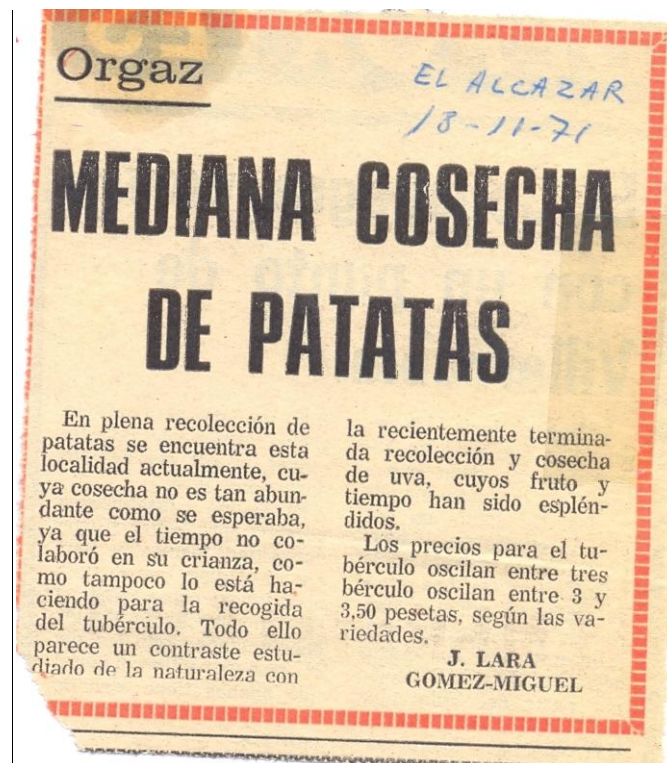 Orgaz
EL ALCAZAR
18-11-71
MEDIANA COSECHA
DE PATATAS
En plena recolección de
patatas se encuentra esta
localidad actualmente, cu-
ya cosecha no es tan abun-
dante como se esperaba,
ya que el tiempo no co-
laboró en su crianza, co-
mo tampoco lo está ha-
ciendo para la recogida
del tubérculo. Todo ello
parece un contraste estu-
diado de la naturaleza con
la recientemente termina-
da recolección y cosecha
de uva, cuyos fruto y
tiempo han sido esplén-
didos.
Los precios para el tu-
bérculo oscilan entre tres
bérculo oscilan entre 3 y
3,50 pesetas, según las va-
riedades.
J. LARA
GOMEZ-MIGUEL